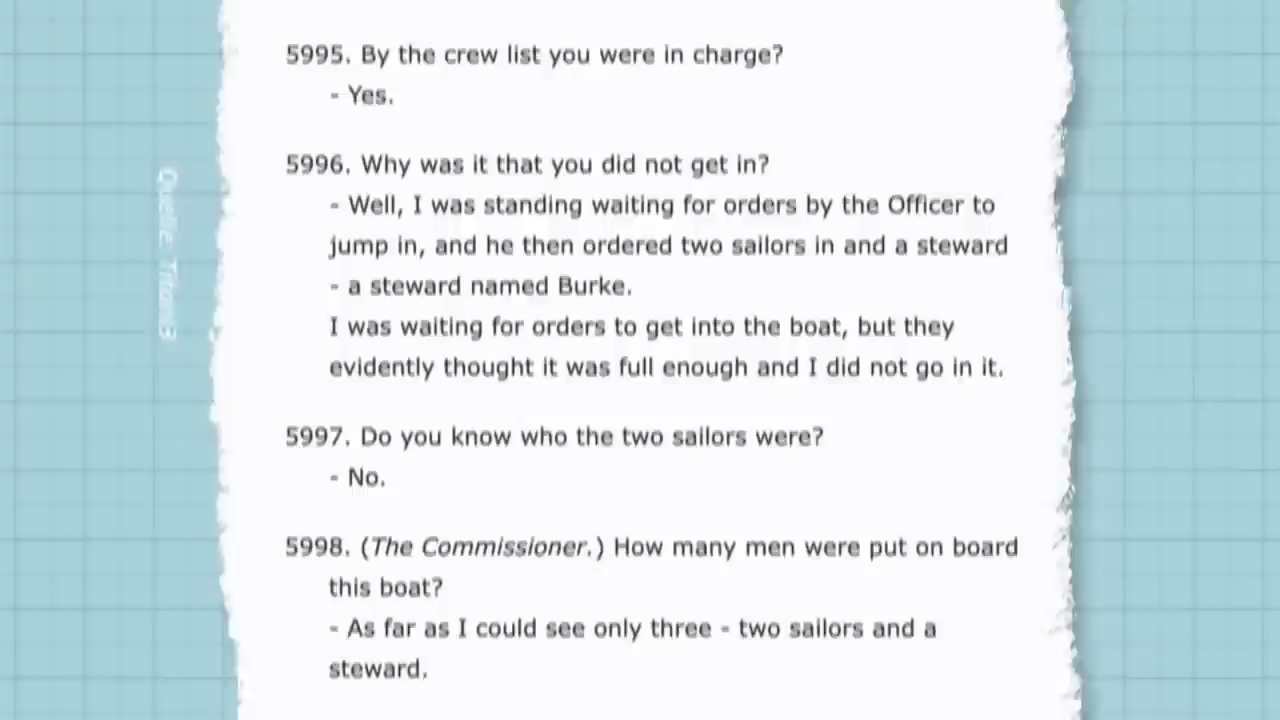 5995. By the crew list you were in charge?
- Yes.
5996. Why was it that you did not get in?
- Well, I was standing waiting for orders by the Officer to
jump in, and he then ordered two sailors in and a steward
- a steward named Burke.
I was waiting for orders to get into the boat, but they
evidently thought it was full enough and I did not go in it.
5997. Do you know who the two sailors were?
- No.
5998. (The Commissioner.) How many men were put on board
this boat?
- As far as I could see only three - two sailors and a
steward.
Quelle: